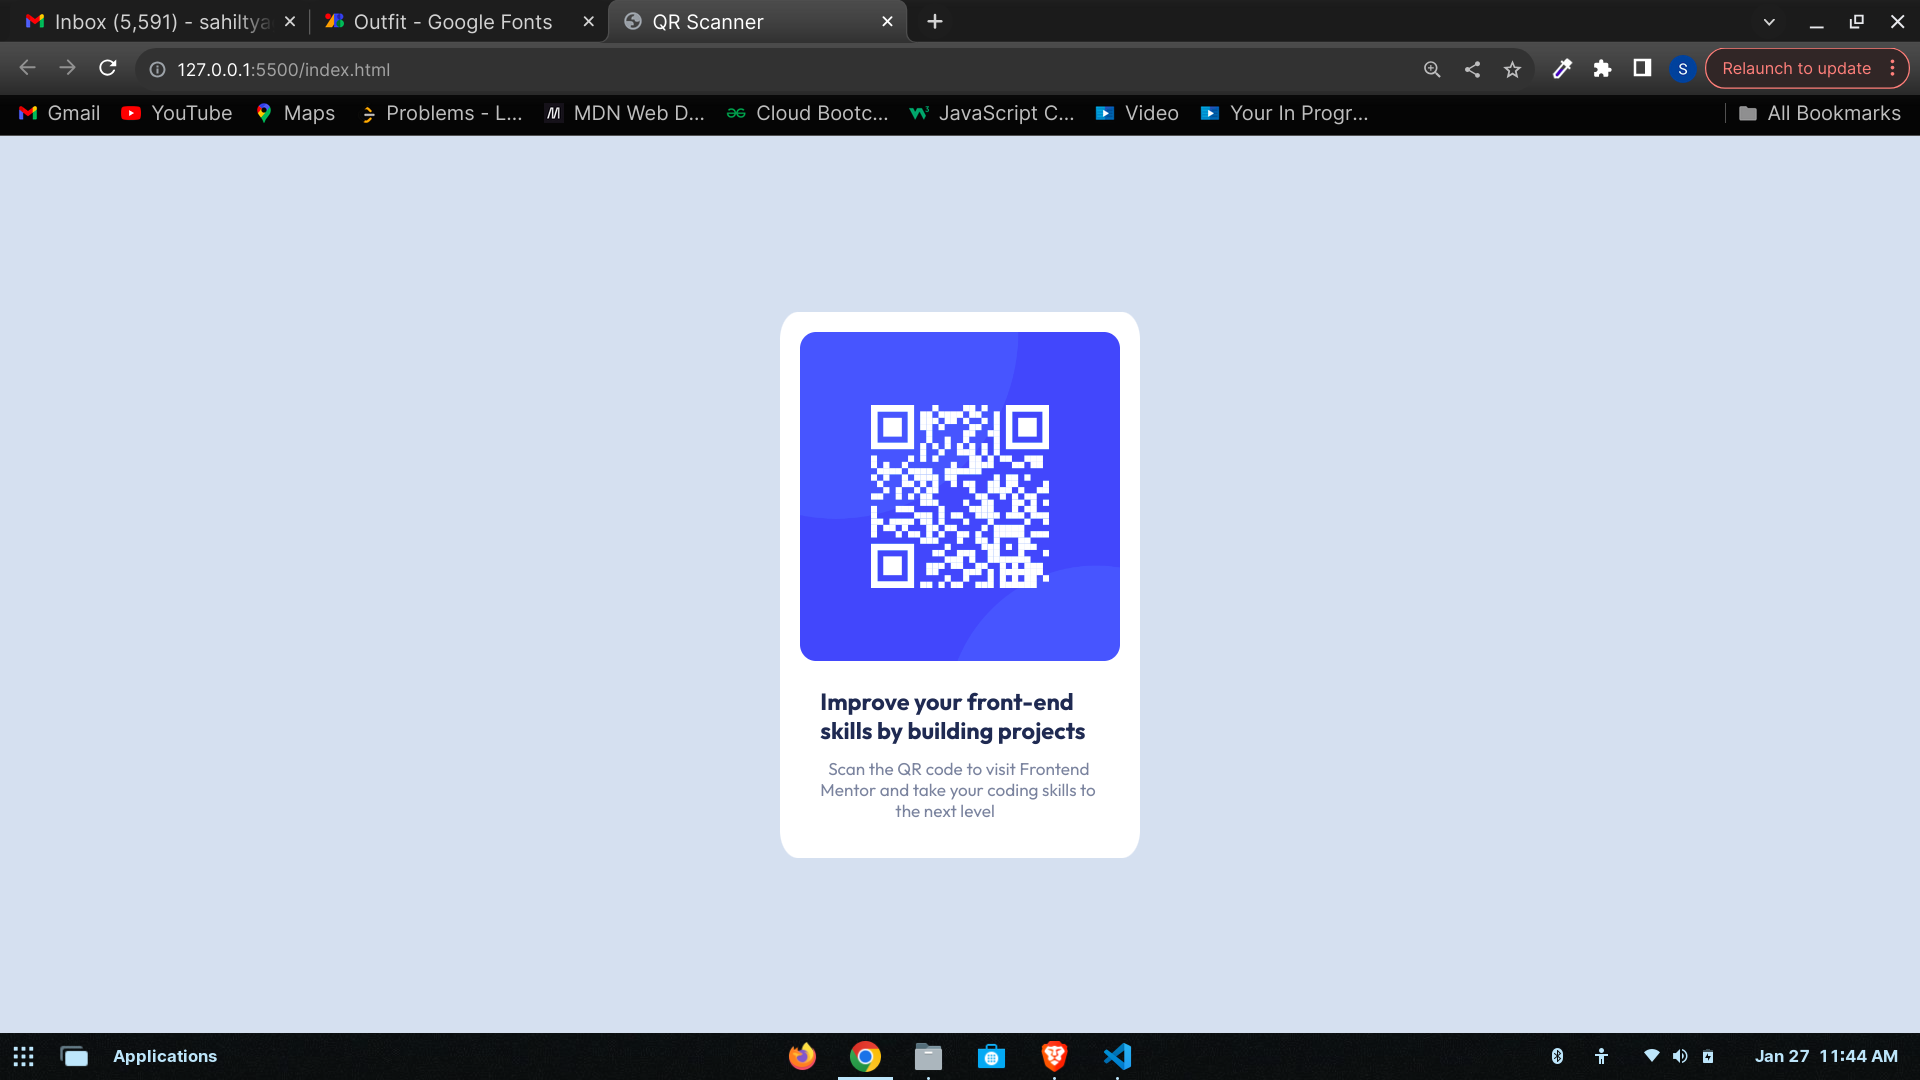 Inbox (5,591) - sahiltya
Outfit - Google Fonts
QR Scanner
127.0.0.1:5500/index.html
S
Relaunch to update
Gmail
YouTube
Maps
Problems - L...
MDN Web D...
Cloud Bootc...
JavaScript C...
Video
Your In Progr...
All Bookmarks
Improve your front-end
skills by building projects
Scan the QR code to visit Frontend
Mentor and take your coding skills to
the next level
Applications
Jan 27 11:44 AM